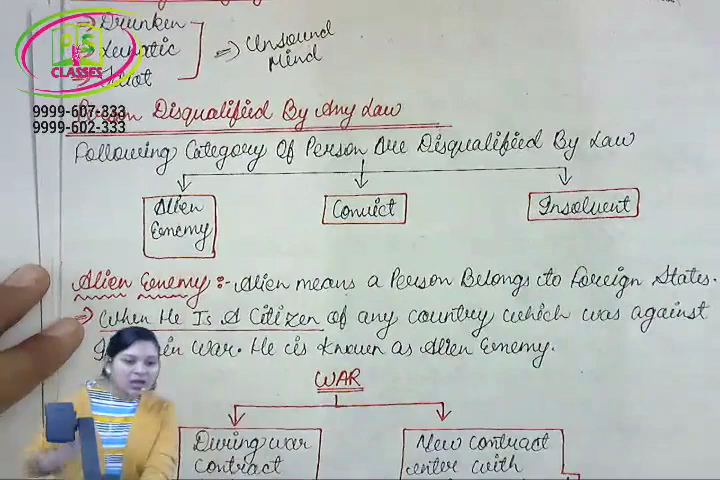 → Drunken
→ Lunatic
Idiot
⇒ Unsound
Mind
CLASSES
9999-607-333
9999-602-333
Person Disqualified By Any Law
Following Category Of Person Are Disqualified By Law
Alien
Enemy
Convict
Insolvent
Alien Enemy :- Alien means a Person Belongs to Foreign States.
⇒ When He Is A Citizen of any country which was against
in War. He is known as Alien Enemy.
WAR
During war
contract
New contract
enter with